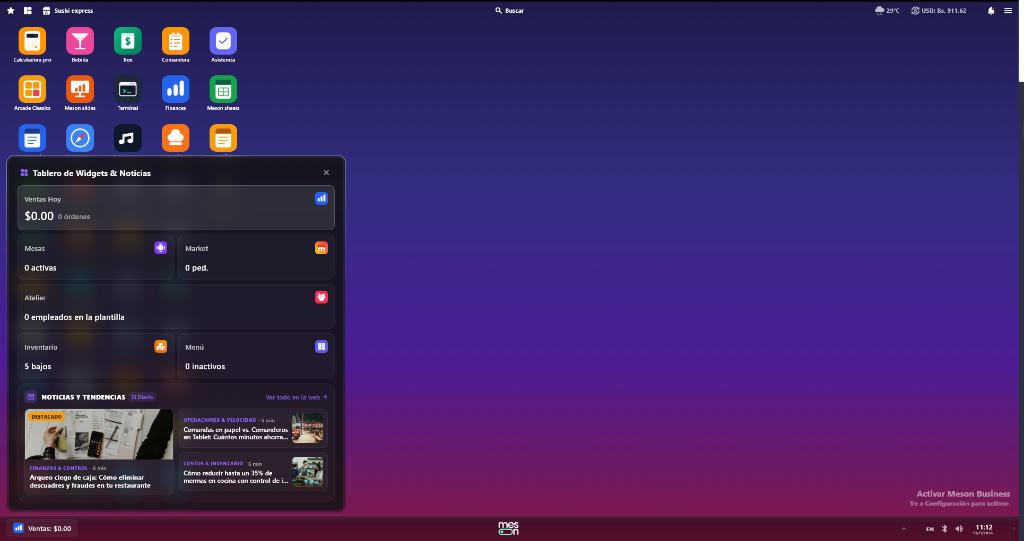 Sushi express
Buscar
29°C
USD: Bs. 911.62
Calculadora pro
Bebida
Box
Comandera
Asistencia
Arcade Classics
Meson slides
Terminal
Finances
Meson sheets
Tablero de Widgets & Noticias
Ventas Hoy
$0.00 0 órdenes
Mesas
0 activas
Market
0 ped.
Atelier
0 empleados en la plantilla
Inventario
5 bajos
Menú
0 inactivos
NOTICIAS Y TENDENCIAS
El Diario
Ver todo en la web →
DESTACADO
FINANZAS & CONTROL · 6 min
Arqueo ciego de caja: Cómo eliminar
descuadres y fraudes en tu restaurante
OPERACIONES & VELOCIDAD · 5 min
Comandas en papel vs. Comanderos
en Tablet: Cuántos minutos ahorra...
COSTOS & INVENTARIO · 6 min
Cómo reducir hasta un 35% de
mermas en cocina con control de i...
Activar Meson Business
Ve a Configuración para activar.
Ventas: $0.00
mes
on
EN
11:12